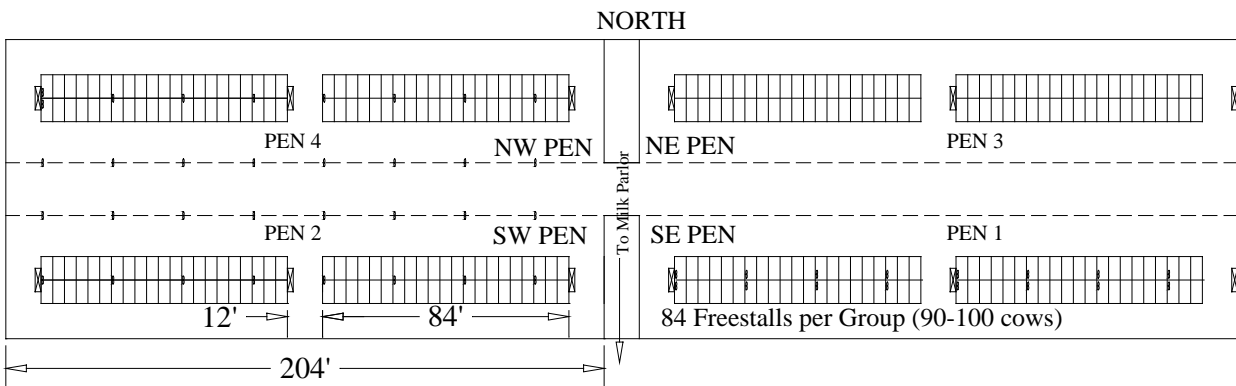 NORTH
PEN 4
NW PEN
NE PEN
PEN 3
To Milk Parlor
PEN 2
SW PEN
SE PEN
PEN 1
12'
84'
84 Freestalls per Group (90-100 cows)
204'